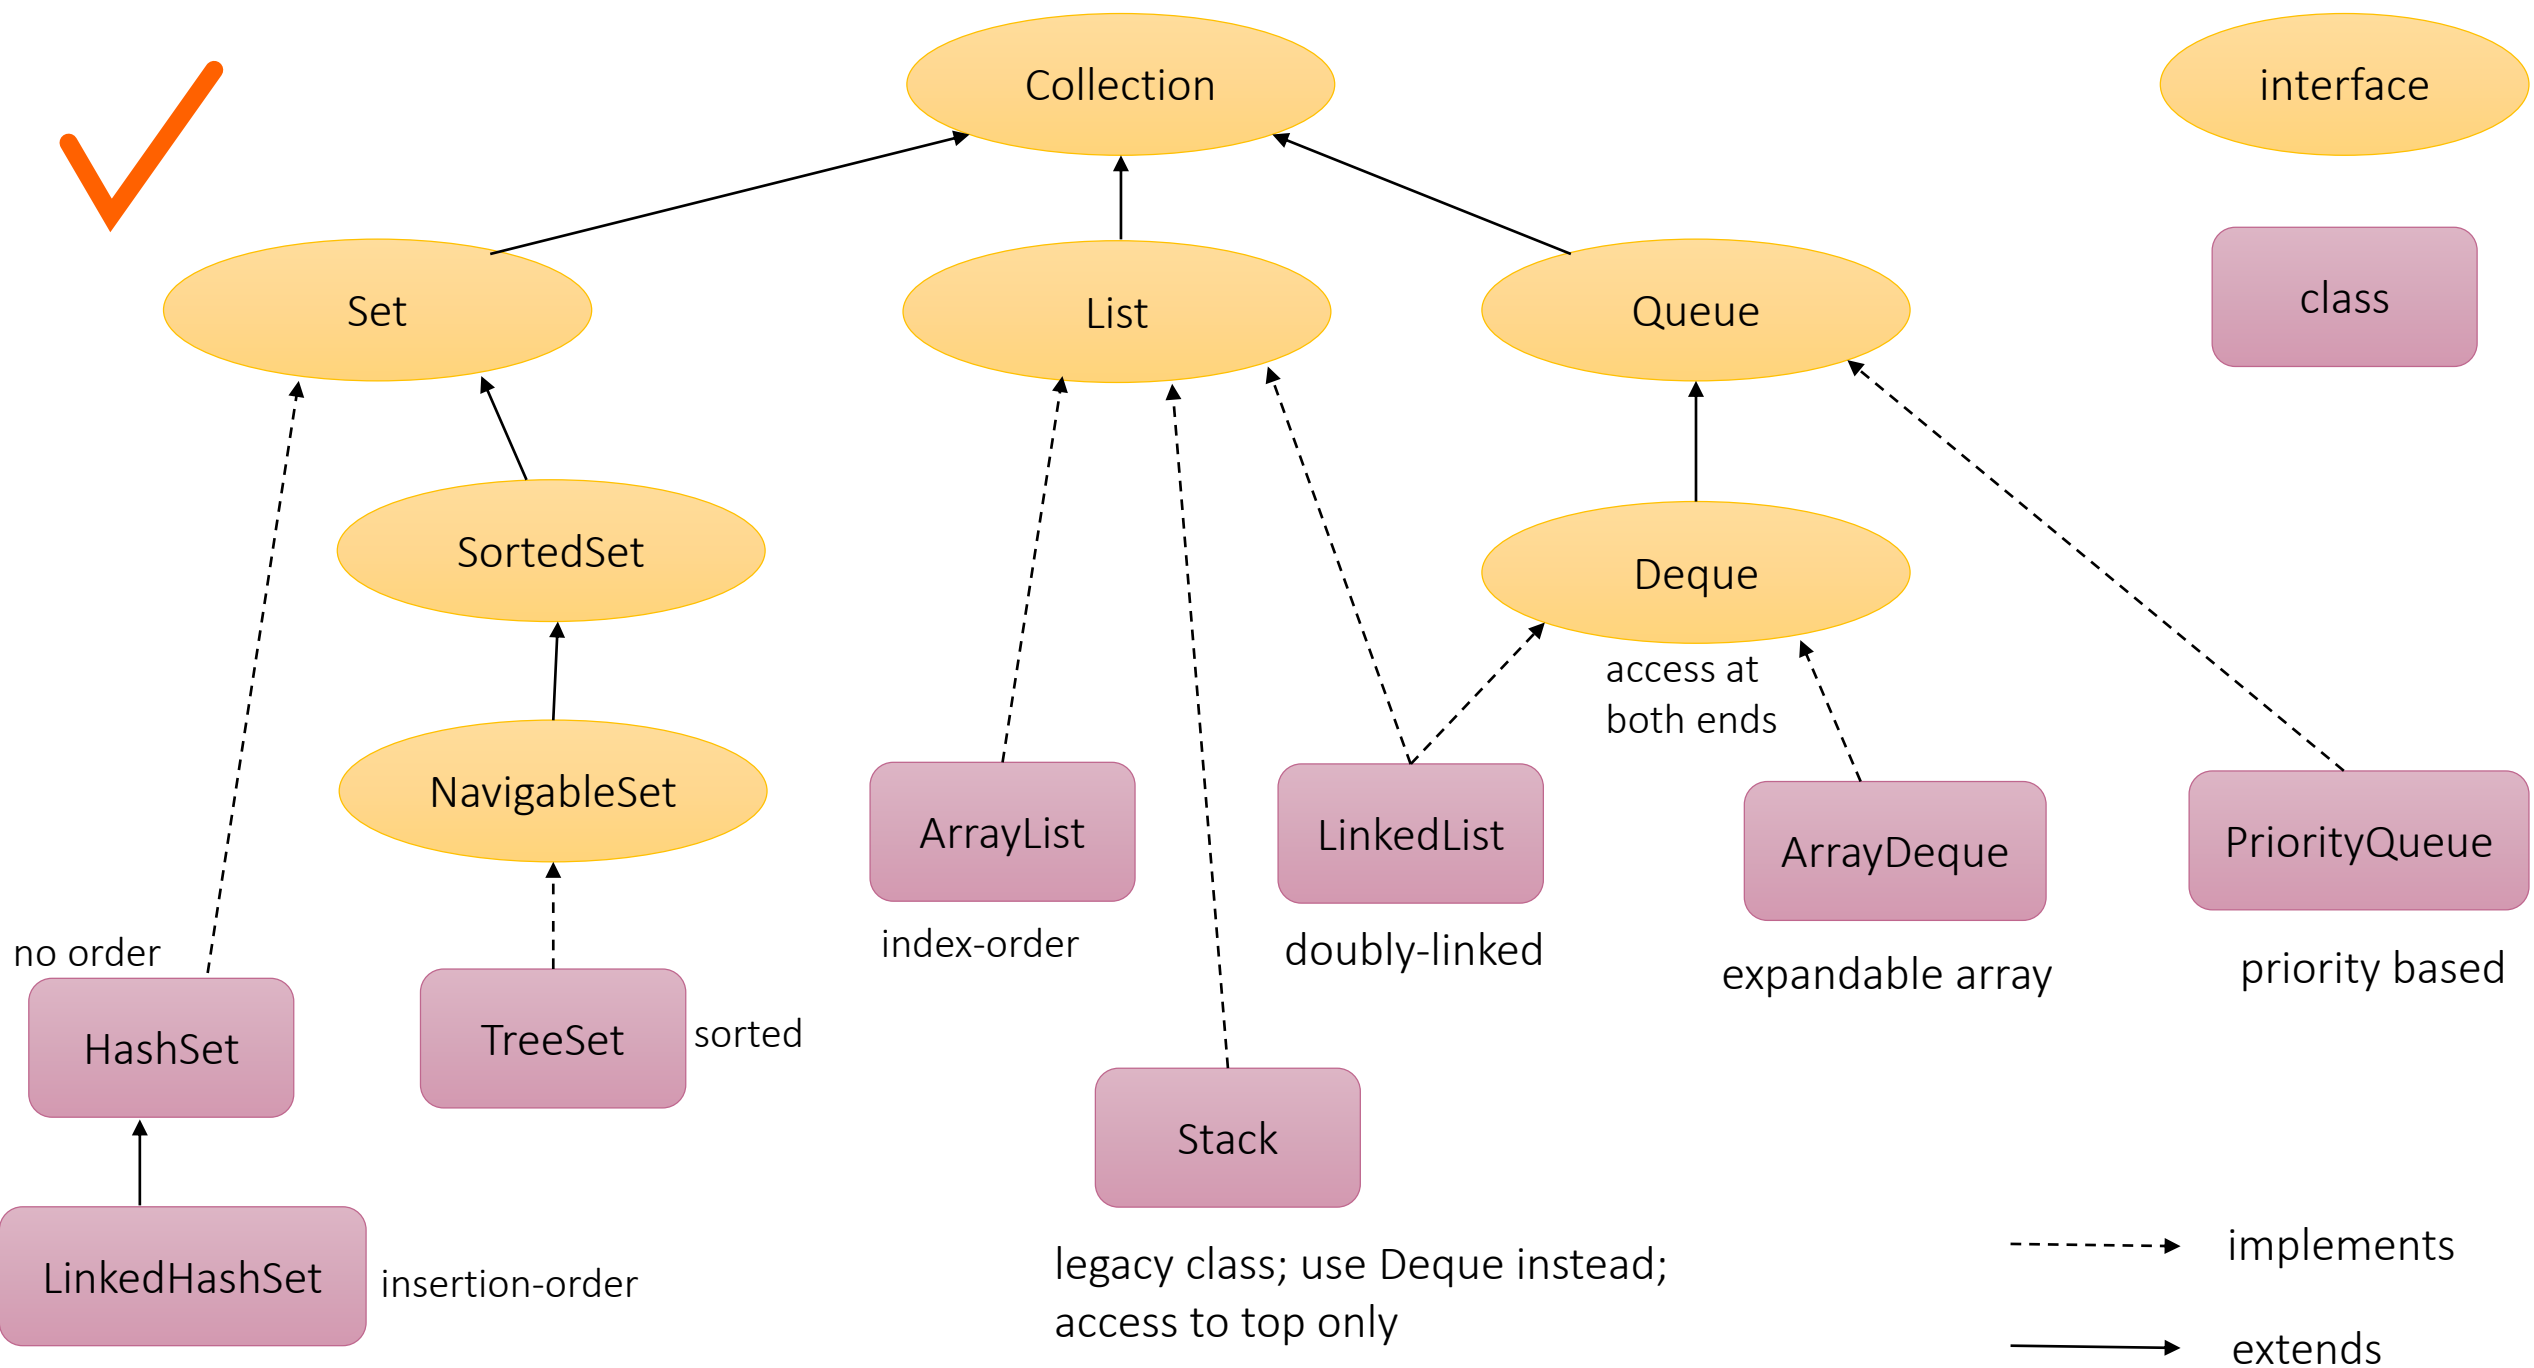 Collection
interface
Set
List
Queue
class
SortedSet
Deque
access at
both ends
NavigableSet
ArrayList
LinkedList
ArrayDeque
PriorityQueue
no order
index-order
doubly-linked
expandable array
priority based
HashSet
TreeSet
sorted
Stack
LinkedHashSet
insertion-order
legacy class; use Deque instead;
access to top only
implements
extends